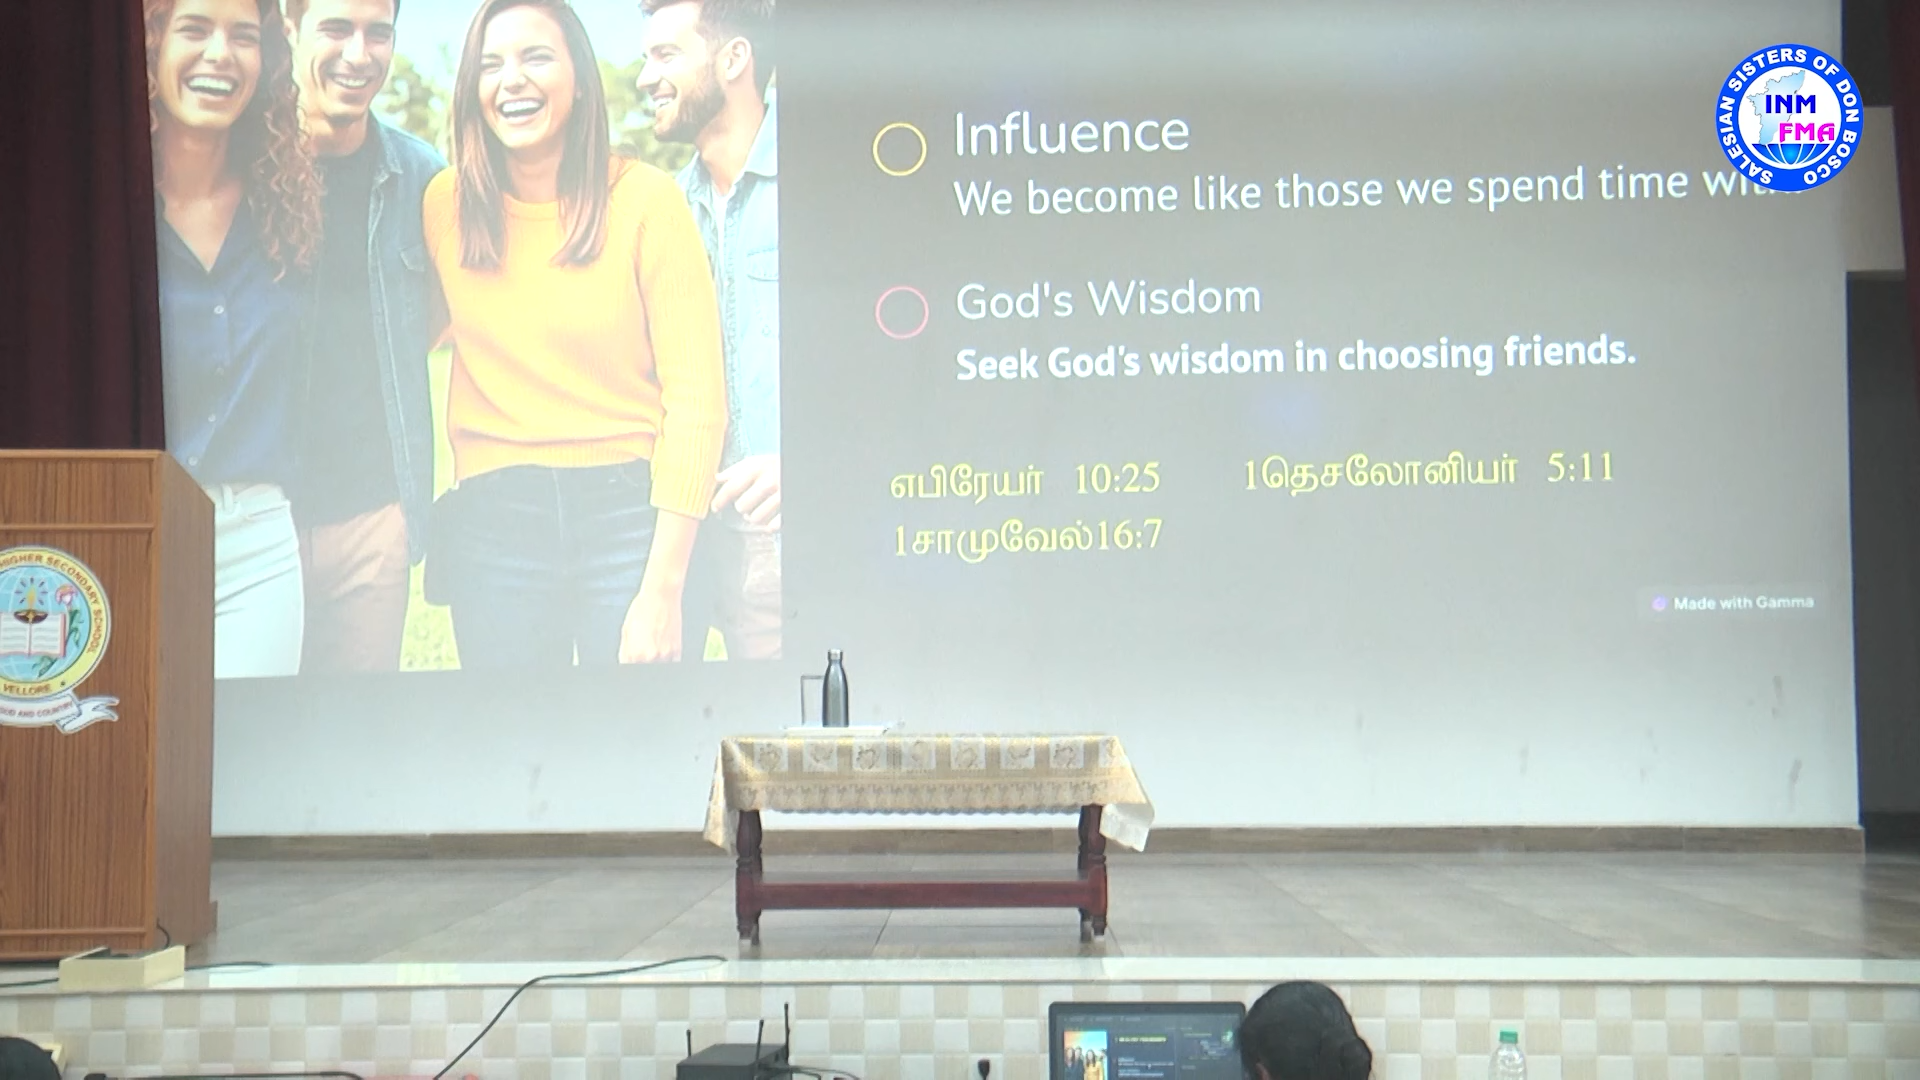 Influence
We become like those we spend time
God's Wisdom
Seek God's wisdom in choosing friends.
எபிரேயர் 10:25 1தெசலோனியர் 5:11
1சாமுவேல்16:7
Made with Gamma
SALESIAN SISTERS OF DON BOSCO
INM
FMA
HIGHER SECONDARY SCHOOL
VELLORE
AND COUNTRY